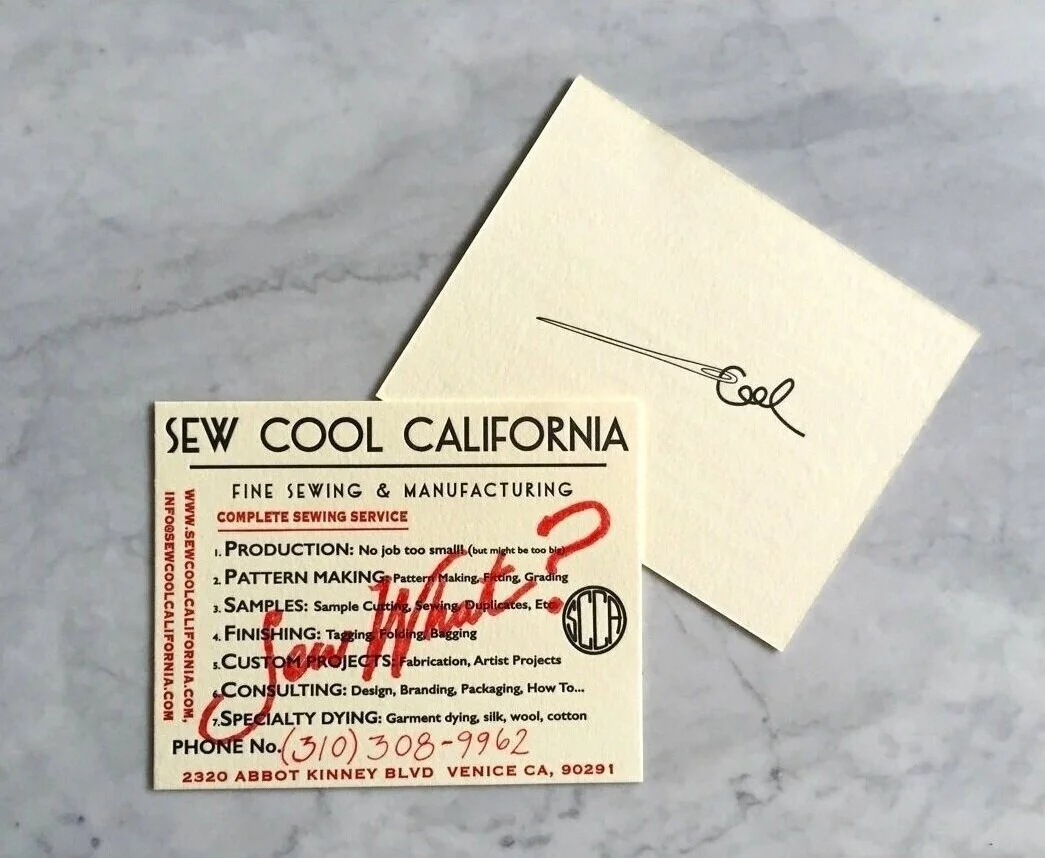 Cool
SEW COOL CALIFORNIA
FINE SEWING & MANUFACTURING
COMPLETE SEWING SERVICE
1. PRODUCTION: No job too small! (but might be too big)
2. PATTERN MAKING: Pattern Making, Fitting, Grading
3. SAMPLES: Sample Cutting, Sewing, Duplicates, Etc
4. FINISHING: Tagging, Folding, Bagging
5. CUSTOM PROJECTS: Fabrication, Artist Projects
6. CONSULTING: Design, Branding, Packaging, How To...
7. SPECIALTY DYING: Garment dying, silk, wool, cotton
Sew What?
SCCA
PHONE No. (310) 308-9962
2320 ABBOT KINNEY BLVD VENICE CA, 90291
WWW.SEWCOOLCALIFORNIA.COM,
INFO@SEWCOOLCALIFORNIA.COM